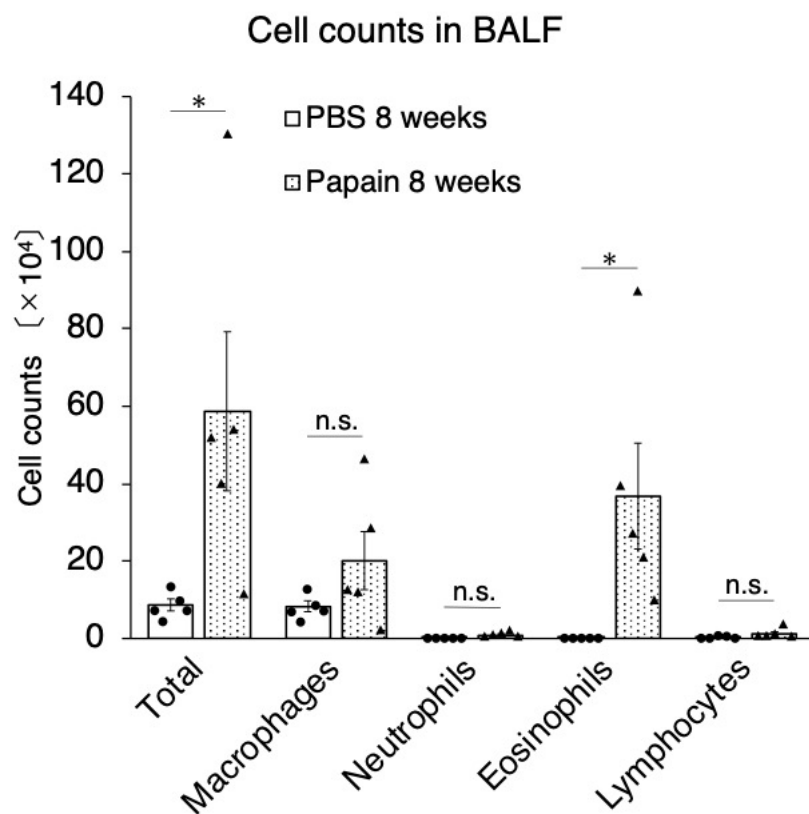 Cell counts in BALF
Cell counts 〔×10⁴〕
140
120
100
80
60
40
20
0
PBS 8 weeks
Papain 8 weeks
*
n.s.
n.s.
*
n.s.
Total
Macrophages
Neutrophils
Eosinophils
Lymphocytes